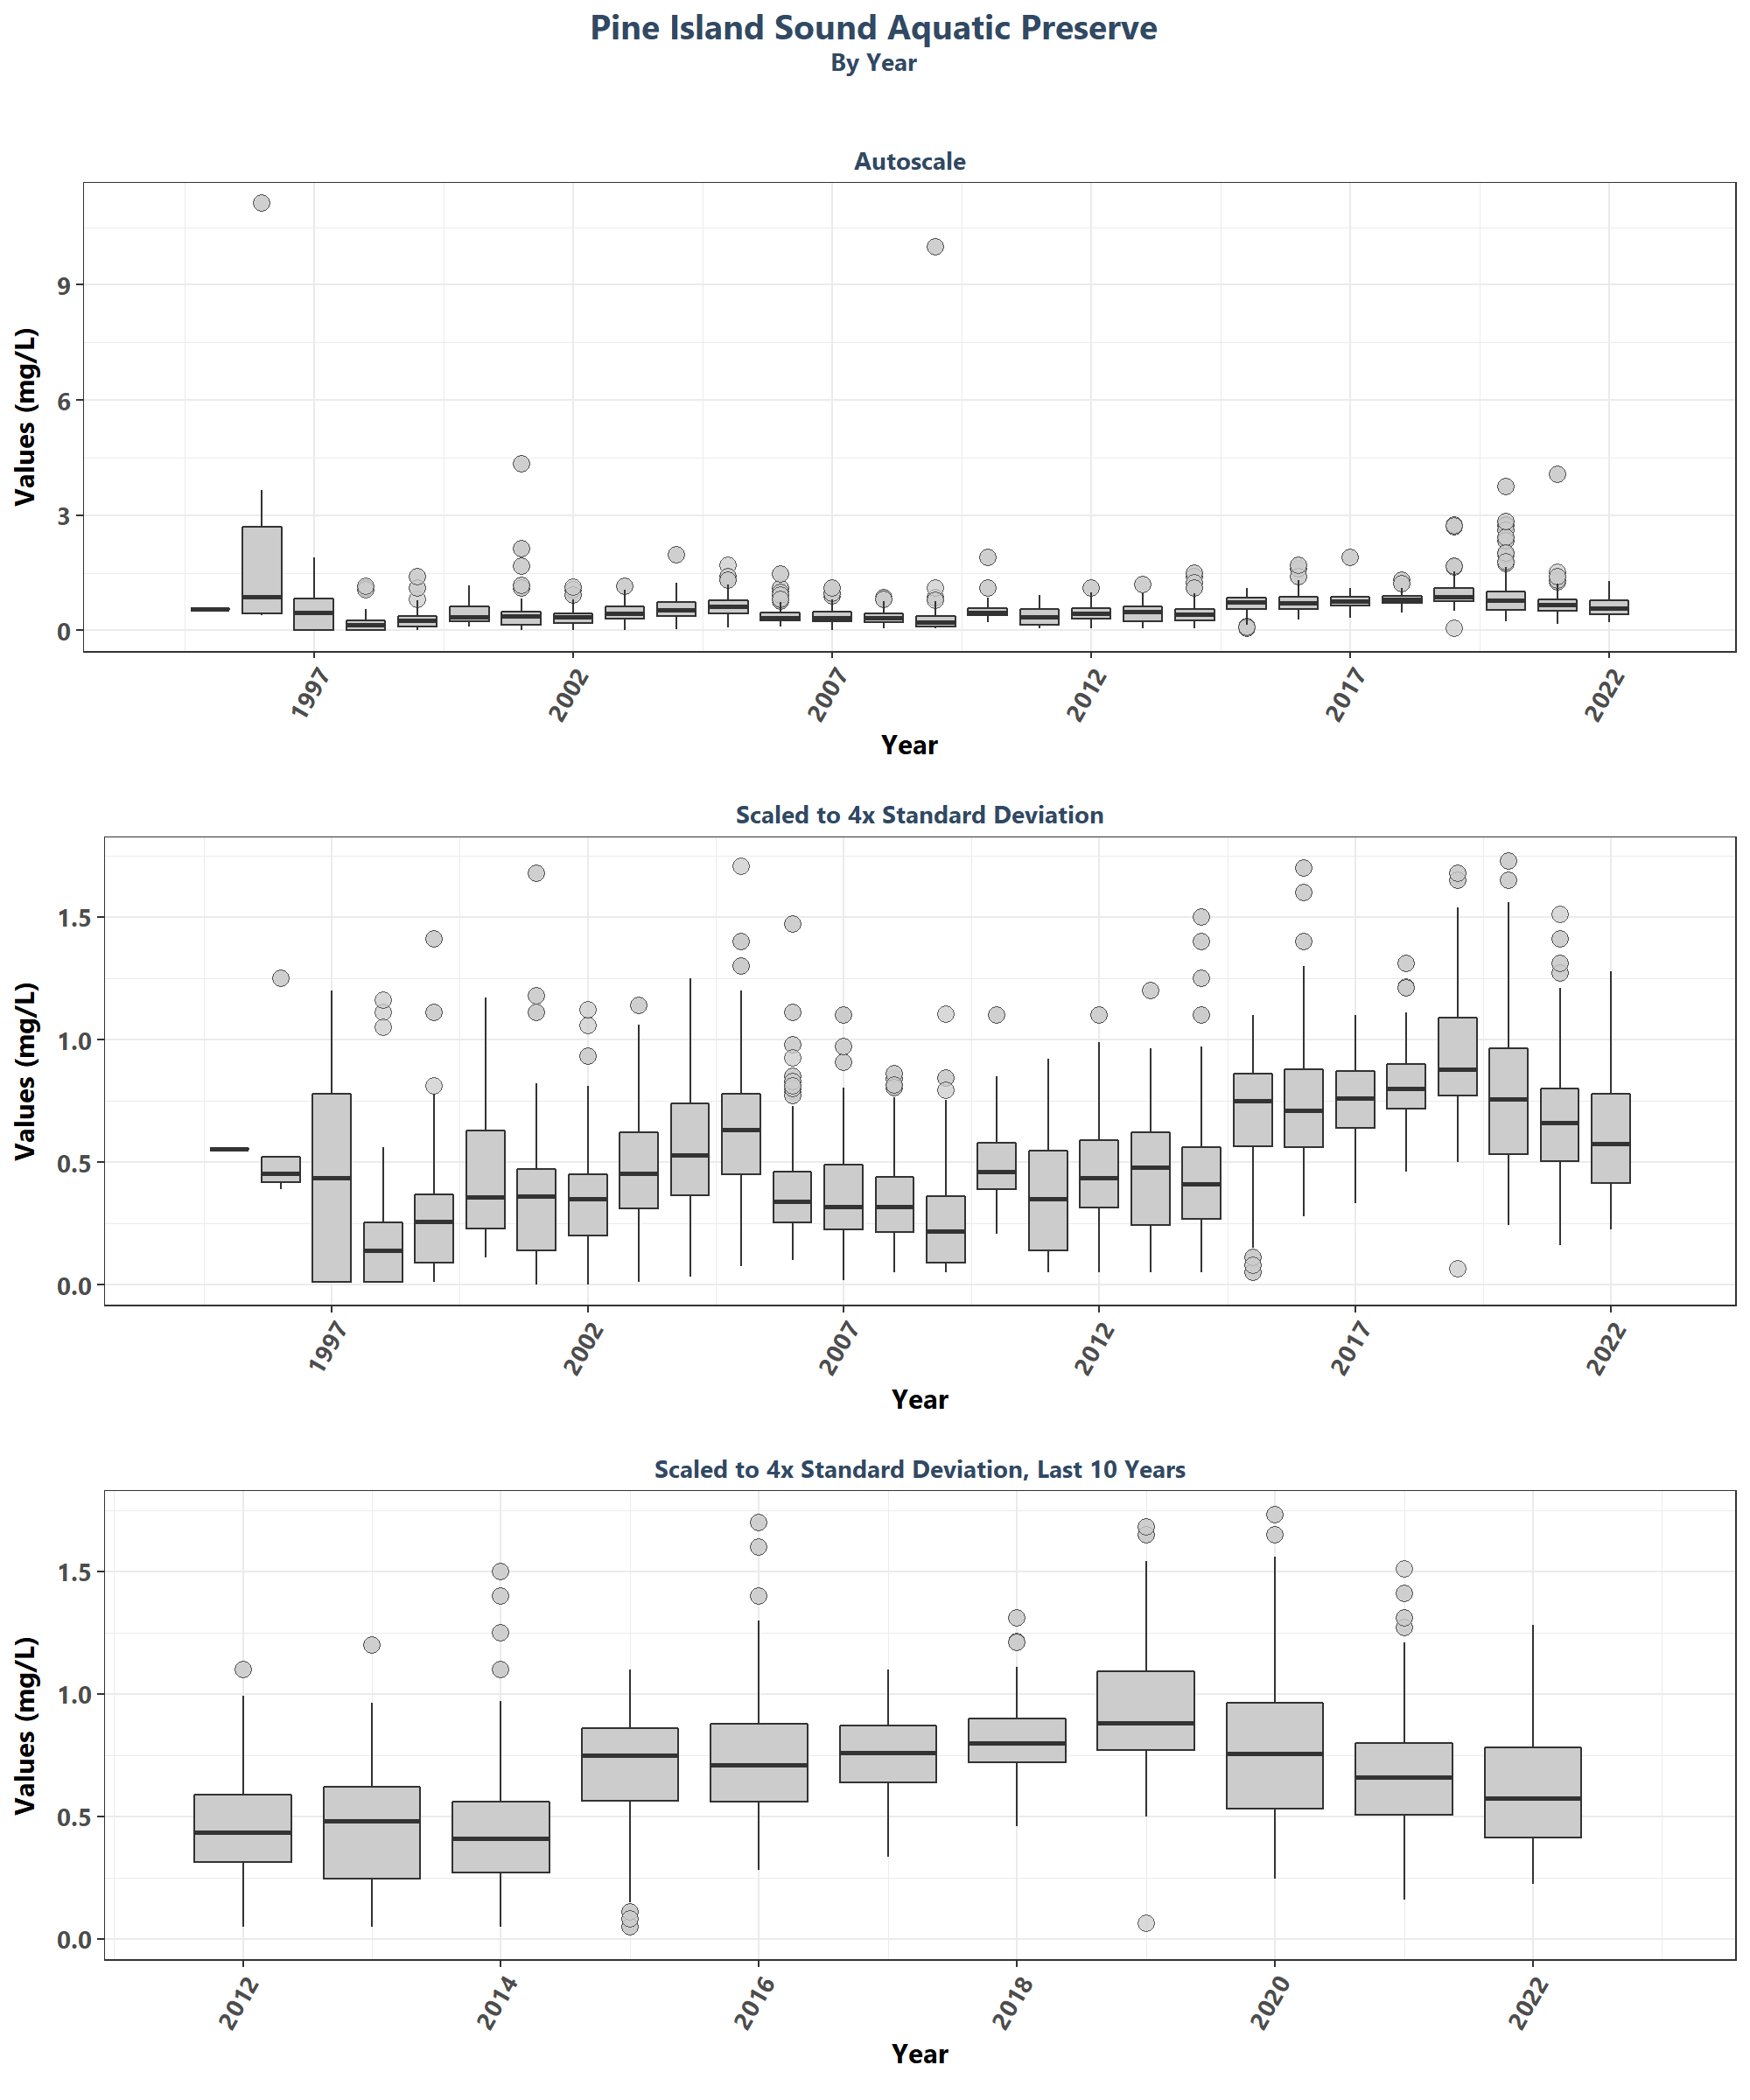 Pine Island Sound Aquatic Preserve
By Year
Autoscale
Values (mg/L)
9
6
3
0
1997
2002
2007
2012
2017
2022
Year
Scaled to 4x Standard Deviation
Values (mg/L)
1.5
1.0
0.5
0.0
1997
2002
2007
2012
2017
2022
Year
Scaled to 4x Standard Deviation, Last 10 Years
Values (mg/L)
1.5
1.0
0.5
0.0
2012
2014
2016
2018
2020
2022
Year